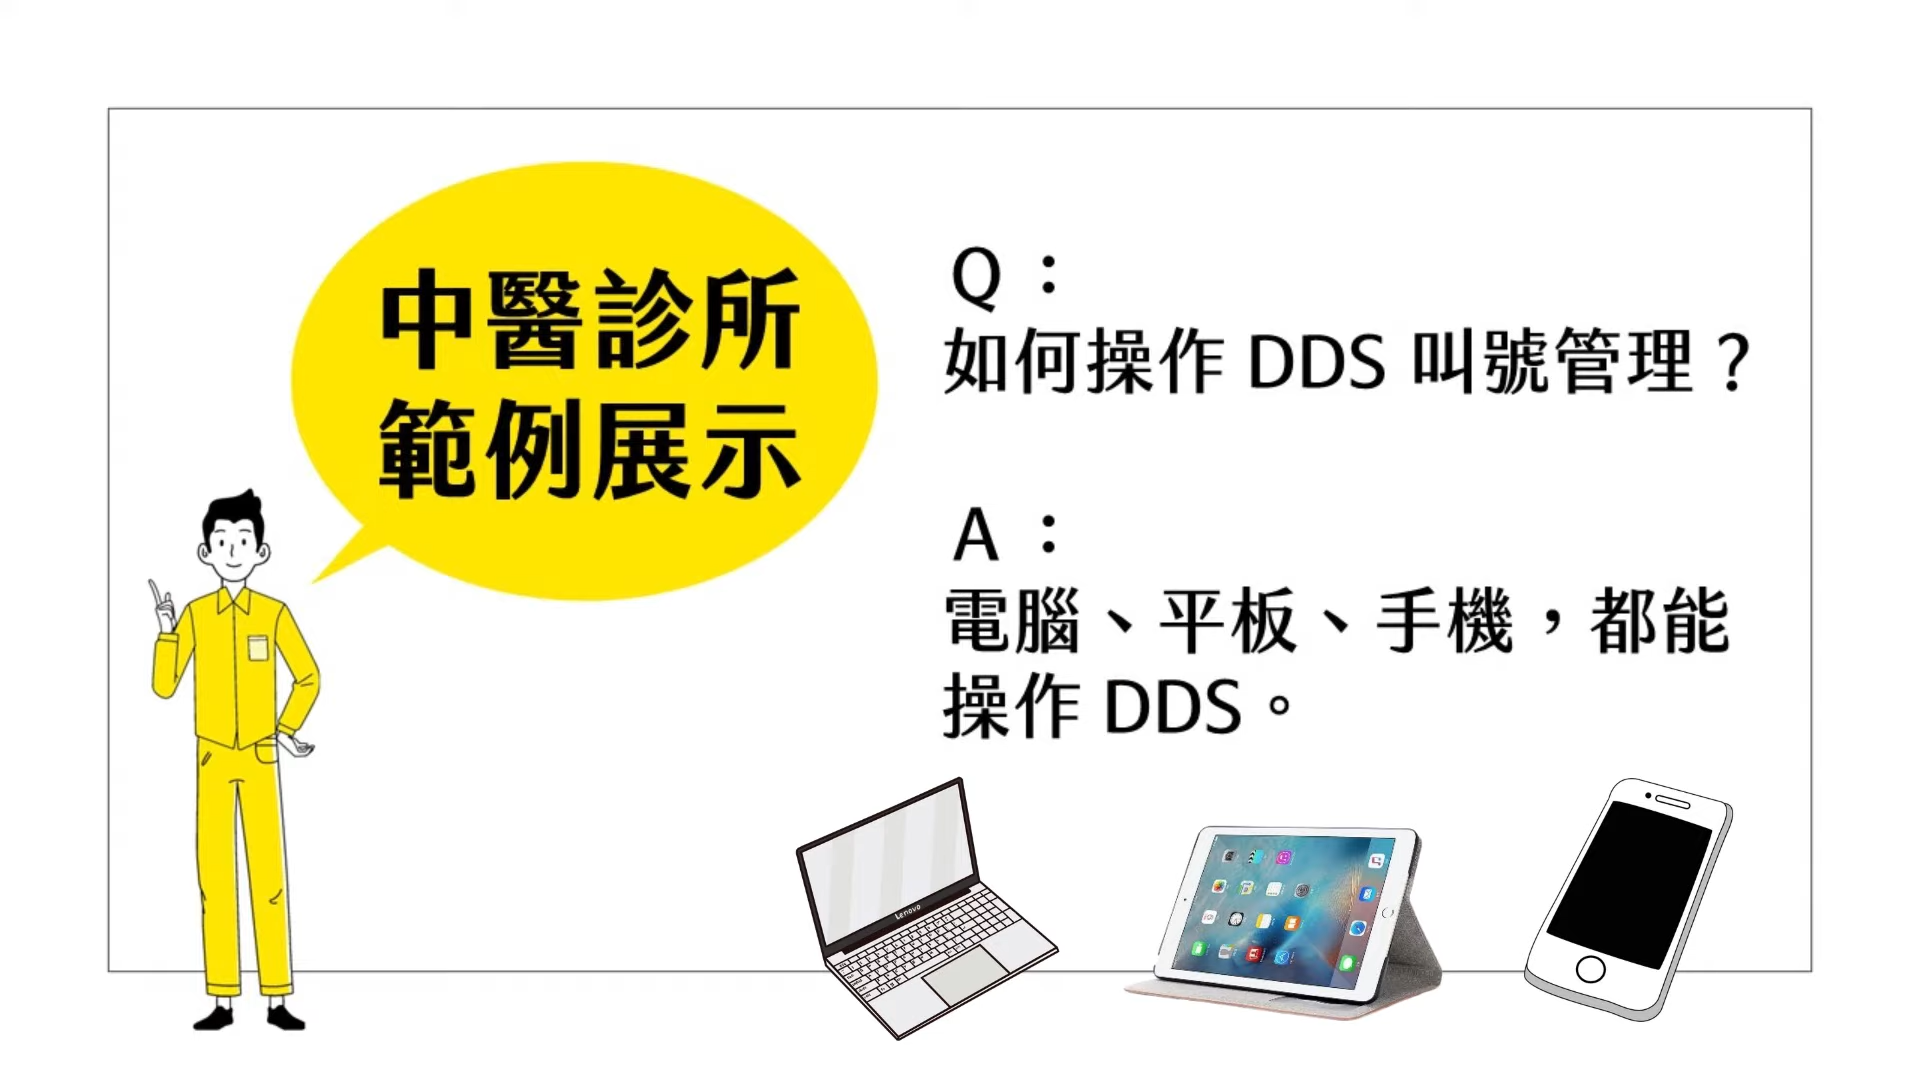 中醫診所
範例展示
Q：
如何操作 DDS 叫號管理？
A：
電腦、平板、手機，都能
操作 DDS。
Lenovo